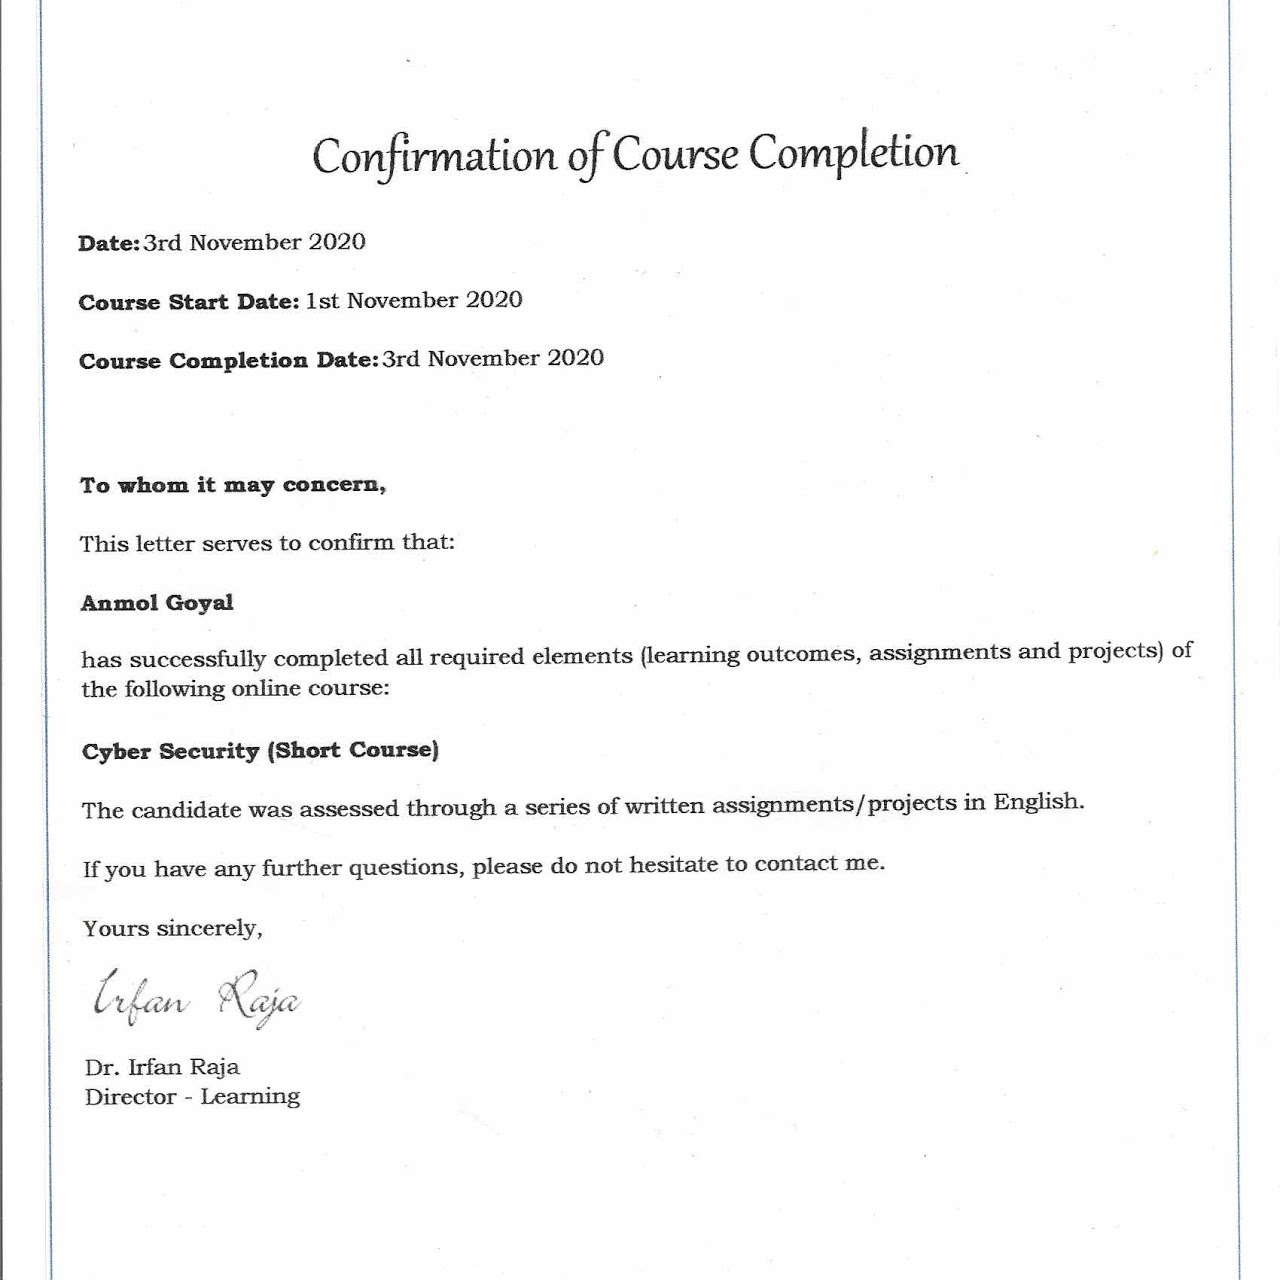 Confirmation of Course Completion
Date: 3rd November 2020
Course Start Date: 1st November 2020
Course Completion Date: 3rd November 2020
To whom it may concern,
This letter serves to confirm that:
Anmol Goyal
has successfully completed all required elements (learning outcomes, assignments and projects) of
the following online course:
Cyber Security (Short Course)
The candidate was assessed through a series of written assignments/projects in English.
If you have any further questions, please do not hesitate to contact me.
Yours sincerely,
Irfan Raja
Dr. Irfan Raja
Director - Learning